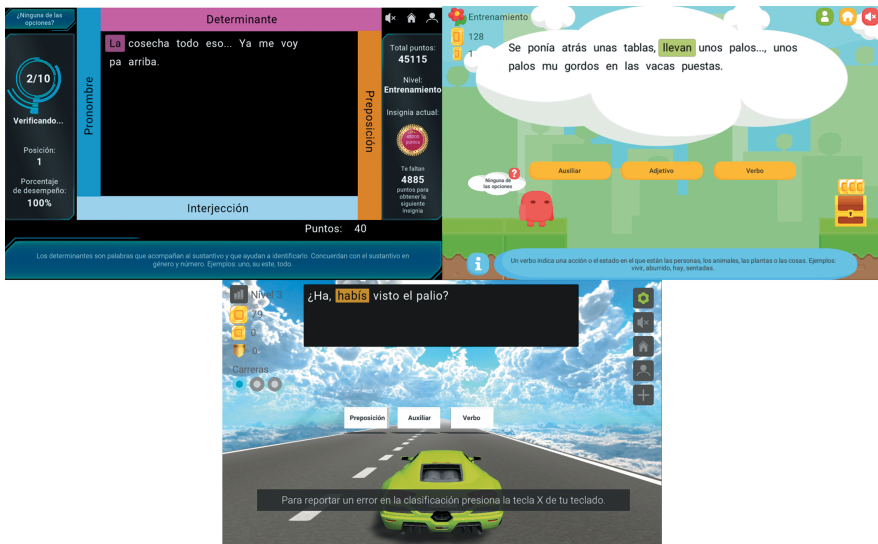 ¿Ninguna de las
opciones?
2/10
Verificando...
Posición:
1
Porcentaje
de desempeño:
100%
Determinante
Pronombre
Preposición
Interjección
La cosecha todo eso... Ya me voy
pa arriba.
Total puntos:
45115
Nivel:
Entrenamiento
Insignia actual:
Te faltan
4885
puntos para
obtener la
siguiente
insignia
Puntos: 40
Los determinantes son palabras que acompañan al sustantivo y que ayudan a identificarlo. Concuerdan con el sustantivo en
género y número. Ejemplos: uno, su este, todo.
Entrenamiento
128
1
Se ponía atrás unas tablas, llevan unos palos..., unos
palos mu gordos en las vacas puestas.
Ninguna de
las opciones
?
Auxiliar
Adjetivo
Verbo
i
Un verbo indica una acción o el estado en el que están las personas, los animales, las plantas o las cosas. Ejemplos:
vivir, aburrido, hay, sentadas.
Nivel 3
79
0
0
Carreras
¿Ha, habís visto el palio?
Preposición
Auxiliar
Verbo
Para reportar un error en la clasificación presiona la tecla X de tu teclado.